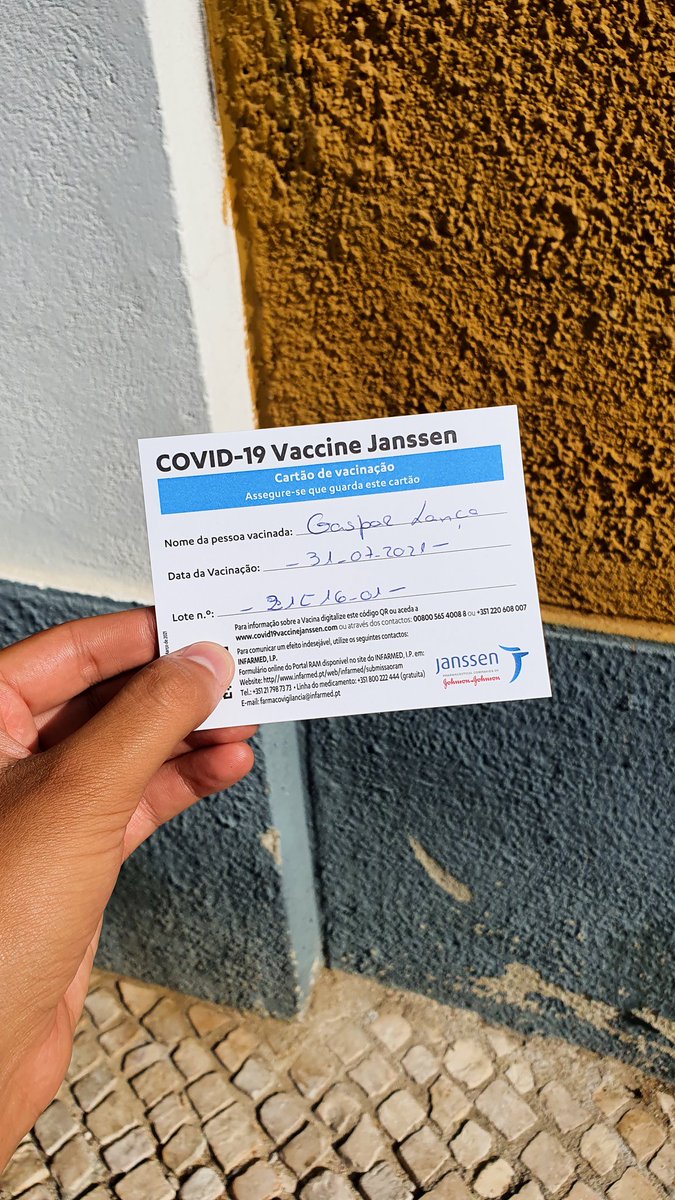 COVID-19 Vaccine Janssen
Cartão de vacinação
Assegure-se que guarda este cartão
Nome da pessoa vacinada: Gaspar Lança
Data da Vacinação: - 31-07-2021 -
Lote n.º: - 21C16-01 -
Para informação sobre a Vacina digitalize este código QR ou aceda a
www.covid19vaccinejanssen.com ou através dos contactos: 00800 565 4008 8 ou +351 220 608 007
Para comunicar um efeito indesejável, utilize os seguintes contactos:
INFARMED, I.P.
Formulário online do Portal RAM disponível no site do INFARMED, I.P. em:
Website: http//www.infarmed.pt/web/infarmed/submissaoram
Tel.: +351 21 798 73 73 • Linha do medicamento: +351 800 222 444 (gratuita)
E-mail: farmacovigilancia@infarmed.pt
janssen
PHARMACEUTICAL COMPANIES OF
Johnson & Johnson